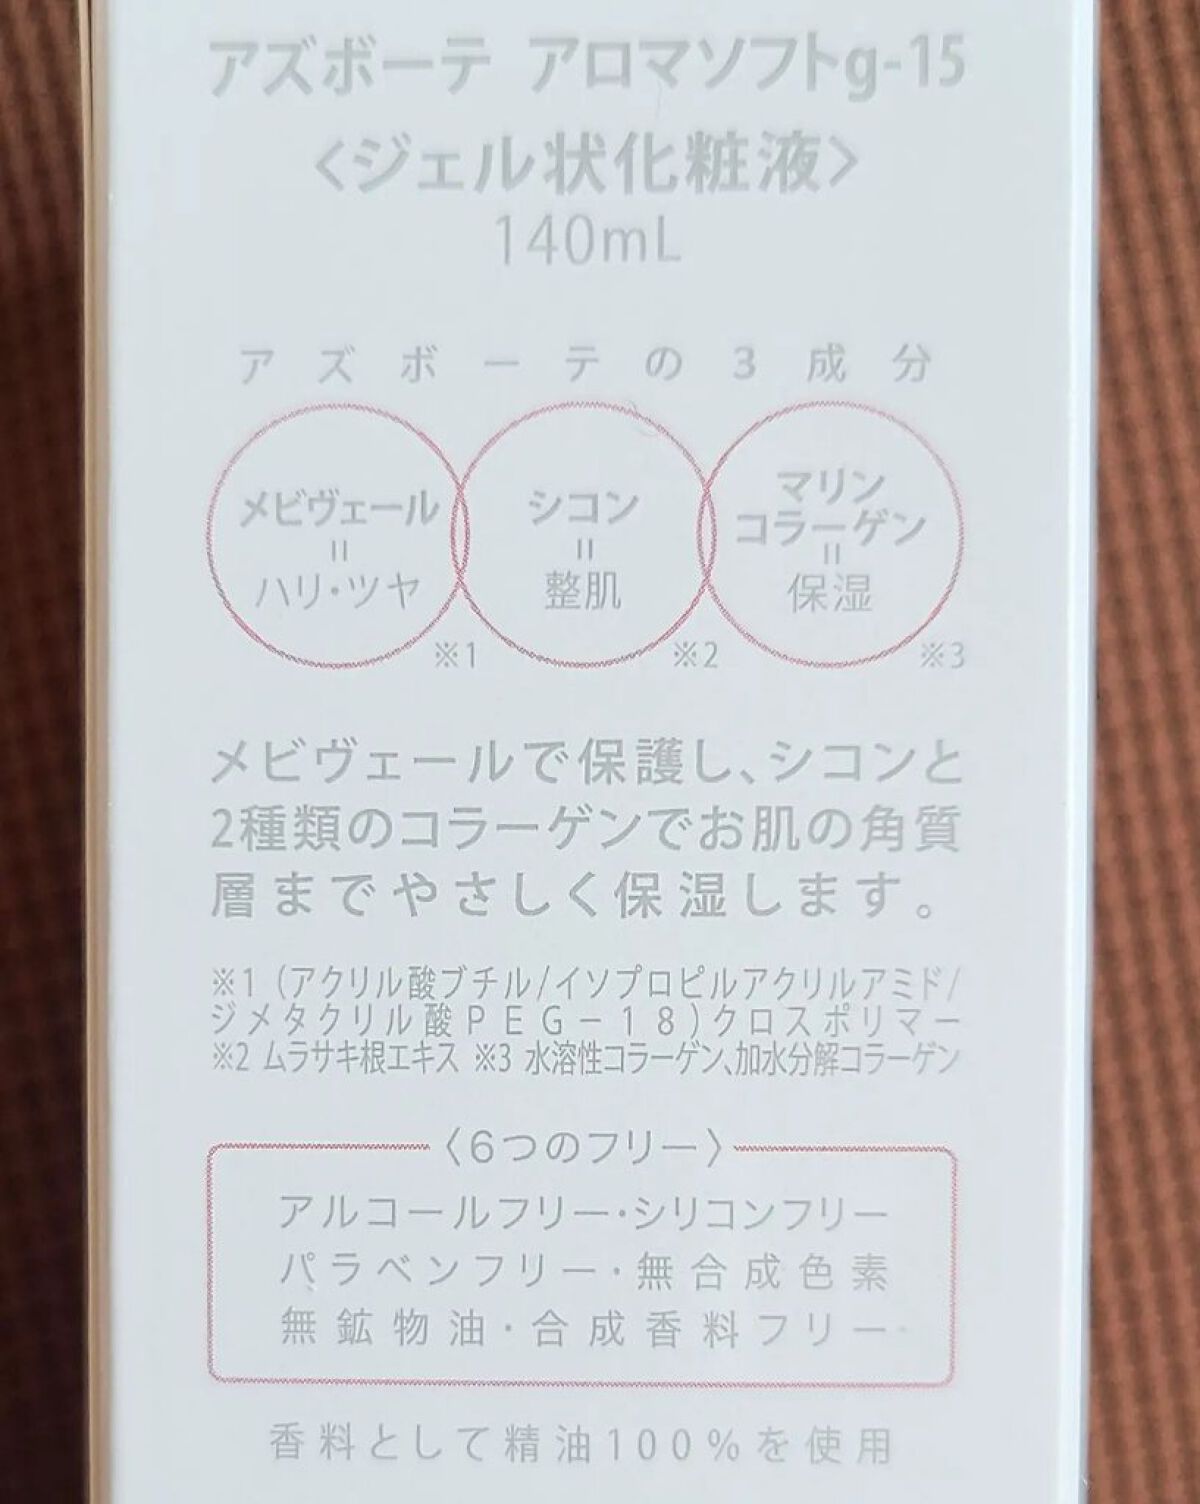 アズボーテ アロマソフトg-15
〈ジェル状化粧液〉
140mL
アズボーテの3成分
メビヴェール
=
ハリ・ツヤ
※1
シコン
=
整肌
※2
マリン
コラーゲン
=
保湿
※3
メビヴェールで保護し、シコンと
2種類のコラーゲンでお肌の角質
層までやさしく保湿します。
※1（アクリル酸ブチル/イソプロピルアクリルアミド/
ジメタクリル酸PEG－18）クロスポリマー
※2 ムラサキ根エキス ※3 水溶性コラーゲン、加水分解コラーゲン
〈6つのフリー〉
アルコールフリー・シリコンフリー
パラベンフリー・無合成色素
無鉱物油・合成香料フリー
香料として精油100%を使用